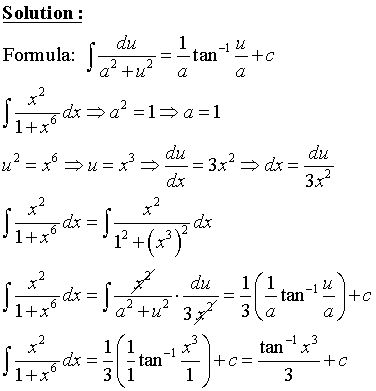 Solution :
Formula: ∫ du/(a² + u²) = (1/a) tan⁻¹ (u/a) + c
∫ x²/(1 + x⁶) dx ⇒ a² = 1 ⇒ a = 1
u² = x⁶ ⇒ u = x³ ⇒ du/dx = 3x² ⇒ dx = du/(3x²)
∫ x²/(1 + x⁶) dx = ∫ x²/(1² + (x³)²) dx
∫ x²/(1 + x⁶) dx = ∫ x²/(a² + u²) · du/(3 x²) = (1/3)((1/a) tan⁻¹ (u/a)) + c
∫ x²/(1 + x⁶) dx = (1/3)((1/1) tan⁻¹ (x³/1)) + c = (tan⁻¹ x³)/3 + c